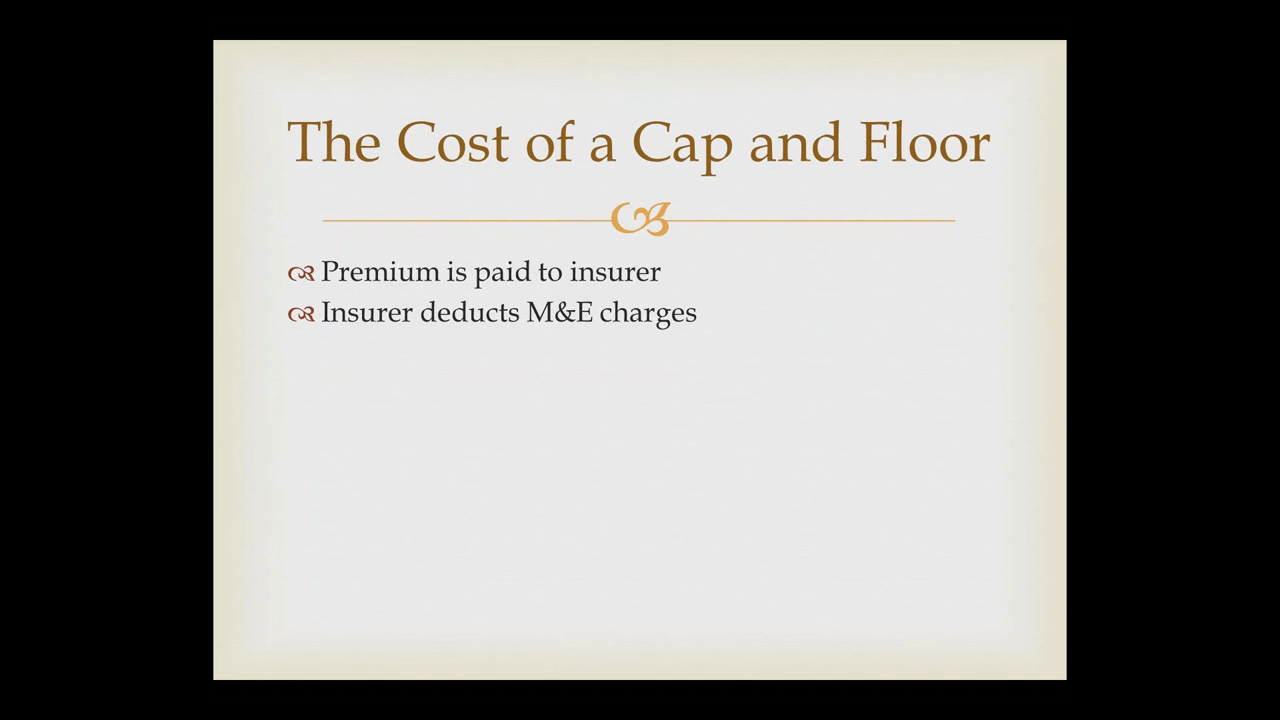 The Cost of a Cap and Floor
Premium is paid to insurer
Insurer deducts M&E charges